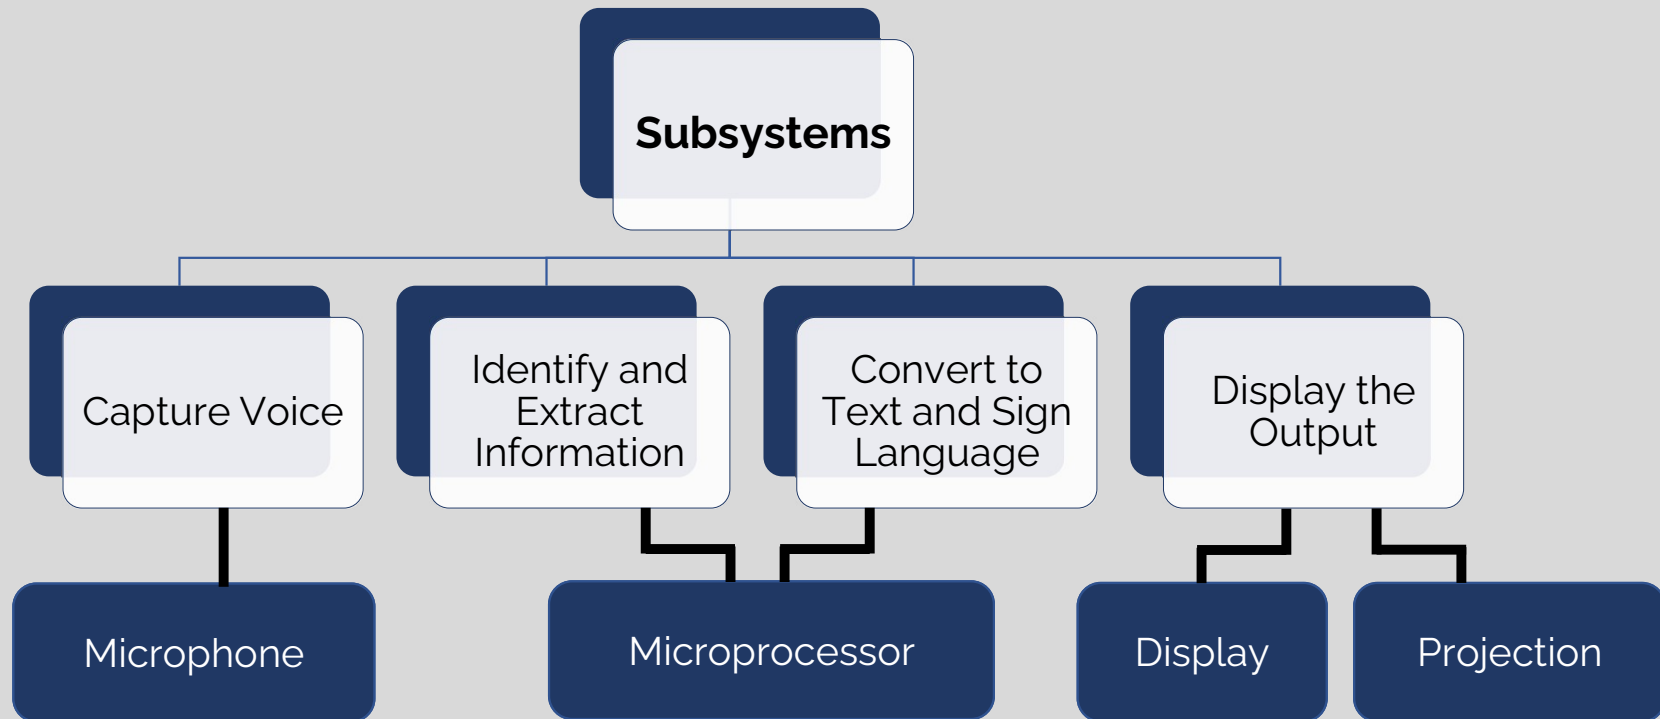 Subsystems
Capture Voice
Identify and
Extract
Information
Convert to
Text and Sign
Language
Display the
Output
Microphone
Microprocessor
Display
Projection